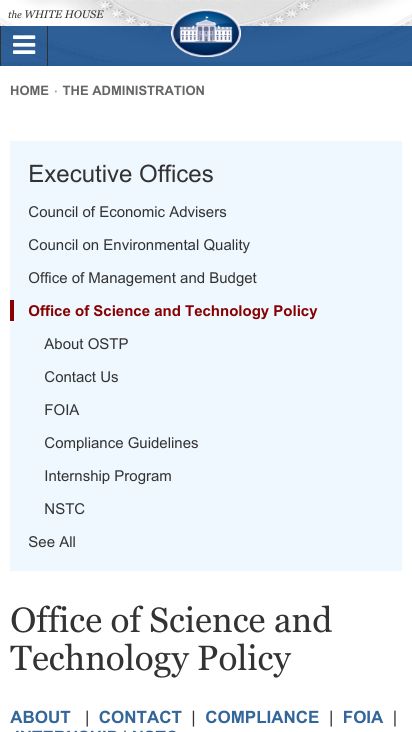 the WHITE HOUSE
HOME · THE ADMINISTRATION
Executive Offices
Council of Economic Advisers
Council on Environmental Quality
Office of Management and Budget
Office of Science and Technology Policy
About OSTP
Contact Us
FOIA
Compliance Guidelines
Internship Program
NSTC
See All
Office of Science and
Technology Policy
ABOUT | CONTACT | COMPLIANCE | FOIA |
INTERNSHIP | NSTC